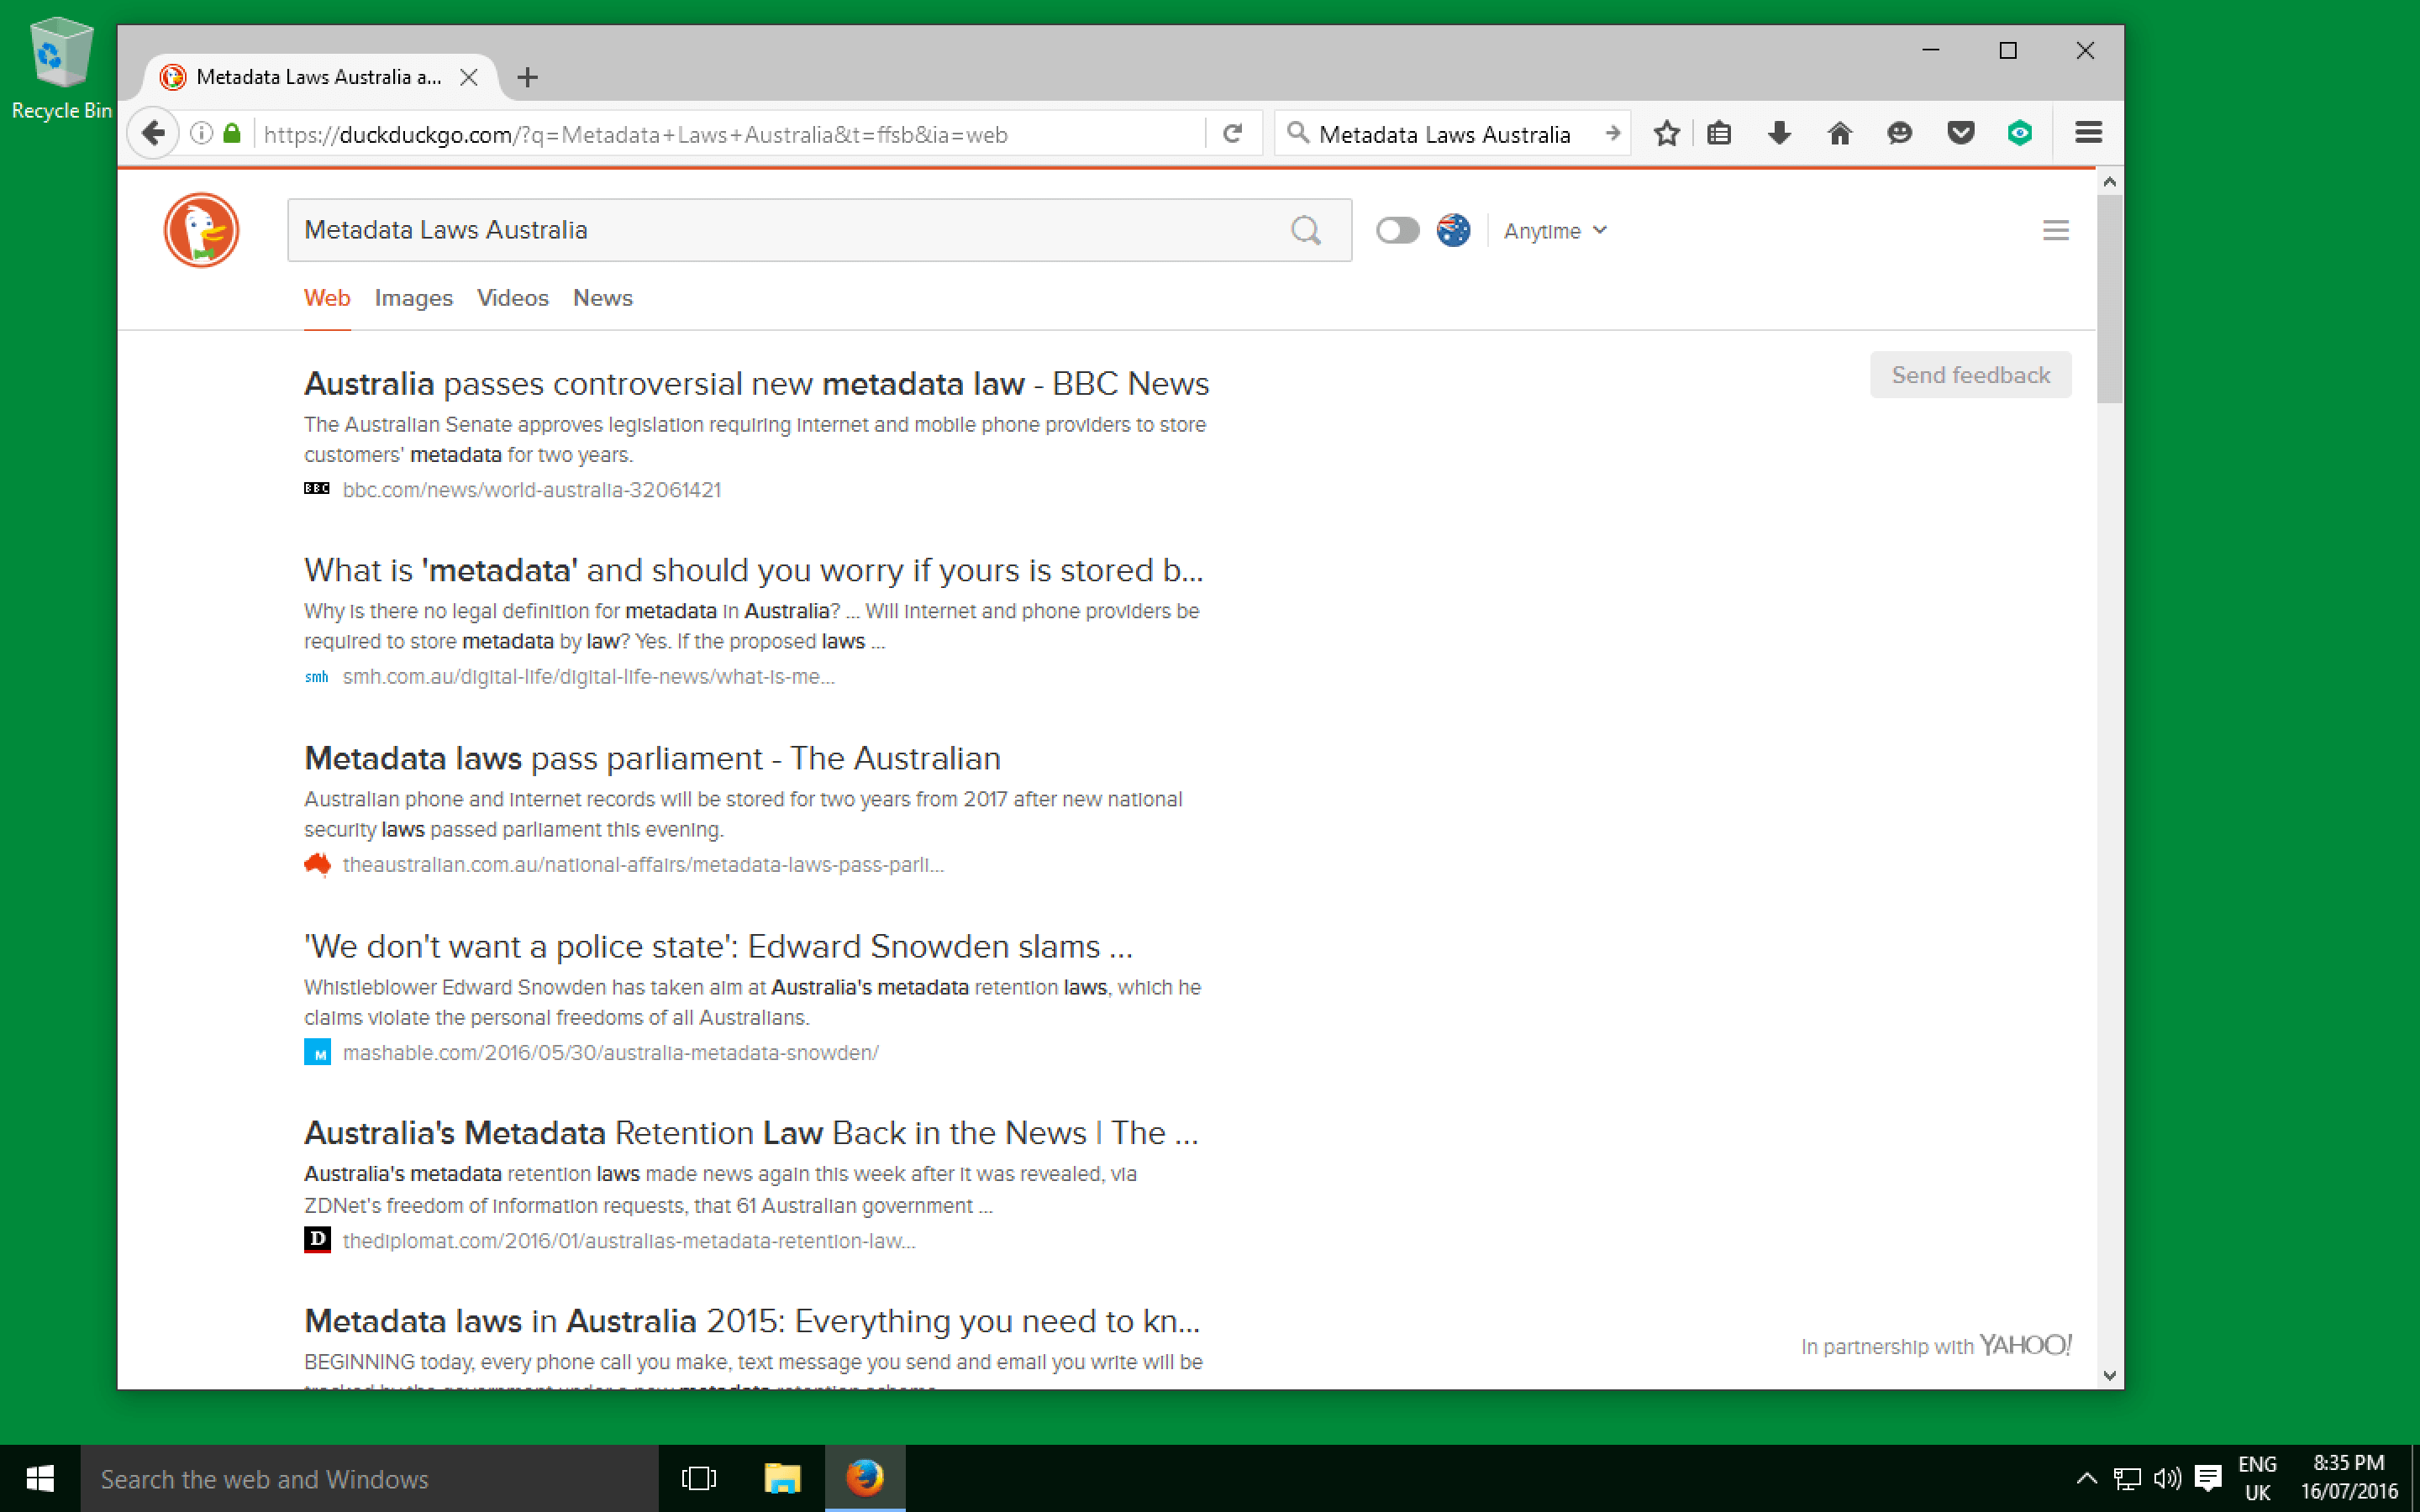 Recycle Bin
Metadata Laws Australia a...
https://duckduckgo.com/?q=Metadata+Laws+Australia&t=ffsb&ia=web
Metadata Laws Australia
Metadata Laws Australia
Anytime
Web Images Videos News
Send feedback
Australia passes controversial new metadata law - BBC News
The Australian Senate approves legislation requiring internet and mobile phone providers to store
customers' metadata for two years.
BBC bbc.com/news/world-australia-32061421
What is 'metadata' and should you worry if yours is stored b...
Why is there no legal definition for metadata in Australia? ... Will internet and phone providers be
required to store metadata by law? Yes. If the proposed laws ...
smh smh.com.au/digital-life/digital-life-news/what-is-me...
Metadata laws pass parliament - The Australian
Australian phone and internet records will be stored for two years from 2017 after new national
security laws passed parliament this evening.
theaustralian.com.au/national-affairs/metadata-laws-pass-parli...
'We don't want a police state': Edward Snowden slams ...
Whistleblower Edward Snowden has taken aim at Australia's metadata retention laws, which he
claims violate the personal freedoms of all Australians.
M mashable.com/2016/05/30/australia-metadata-snowden/
Australia's Metadata Retention Law Back in the News | The ...
Australia's metadata retention laws made news again this week after it was revealed, via
ZDNet's freedom of information requests, that 61 Australian government ...
D thediplomat.com/2016/01/australias-metadata-retention-law...
Metadata laws in Australia 2015: Everything you need to kn...
BEGINNING today, every phone call you make, text message you send and email you write will be
In partnership with YAHOO!
Search the web and Windows
ENG
UK
8:35 PM
16/07/2016